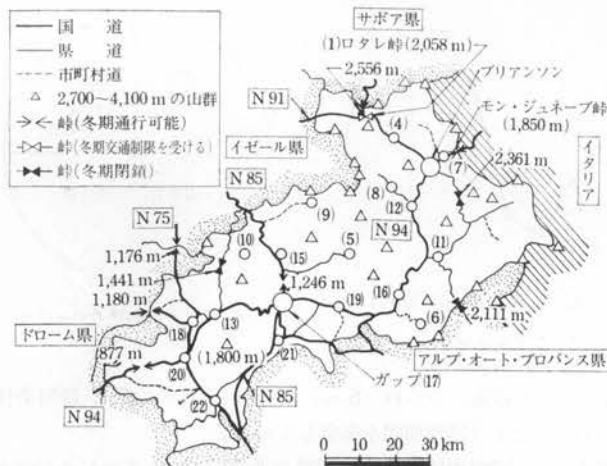 国　　道
県　　道
市町村道
2,700〜4,100 m の山群
峠(冬期通行可能)
峠(冬期交通制限を受ける)
峠(冬期閉鎖)
サボア県
(1)ロタレ峠(2,058 m)
2,556 m
ブリアンソン
N 91
モン・ジュネーブ峠
(1,850 m)
(4)
イゼール県
(7)
2,361 m
イタリア
N 85
(8)
(9)
(12)
N 75
(10)
(5)
N 94
(11)
1,176 m
(15)
1,441 m
1,246 m
(16)
1,180 m
(19)
(6)
2,111 m
ドローム県
(18)
(13)
877 m
(1,800 m)
(21)
アルプ・オート・プロバンス県
(20)
ガップ(17)
N 94
(22)
N 85
0　10　20　30 km